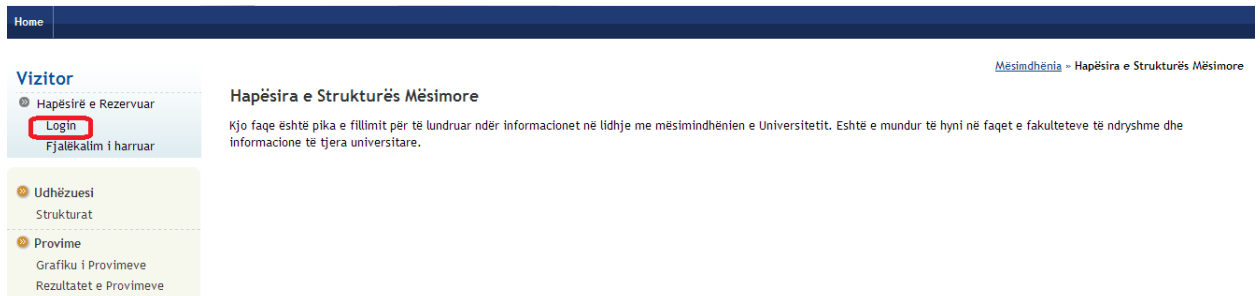 Home
Mësimdhënia » Hapësira e Strukturës Mësimore
Vizitor
Hapësirë e Rezervuar
Login
Fjalëkalim i harruar
Udhëzuesi
Strukturat
Provime
Grafiku i Provimeve
Rezultatet e Provimeve
Hapësira e Strukturës Mësimore
Kjo faqe është pika e fillimit për të lundruar ndër informacionet në lidhje me mësimindhënien e Universitetit. Eshtë e mundur të hyni në faqet e fakulteteve të ndryshme dhe
informacione të tjera universitare.